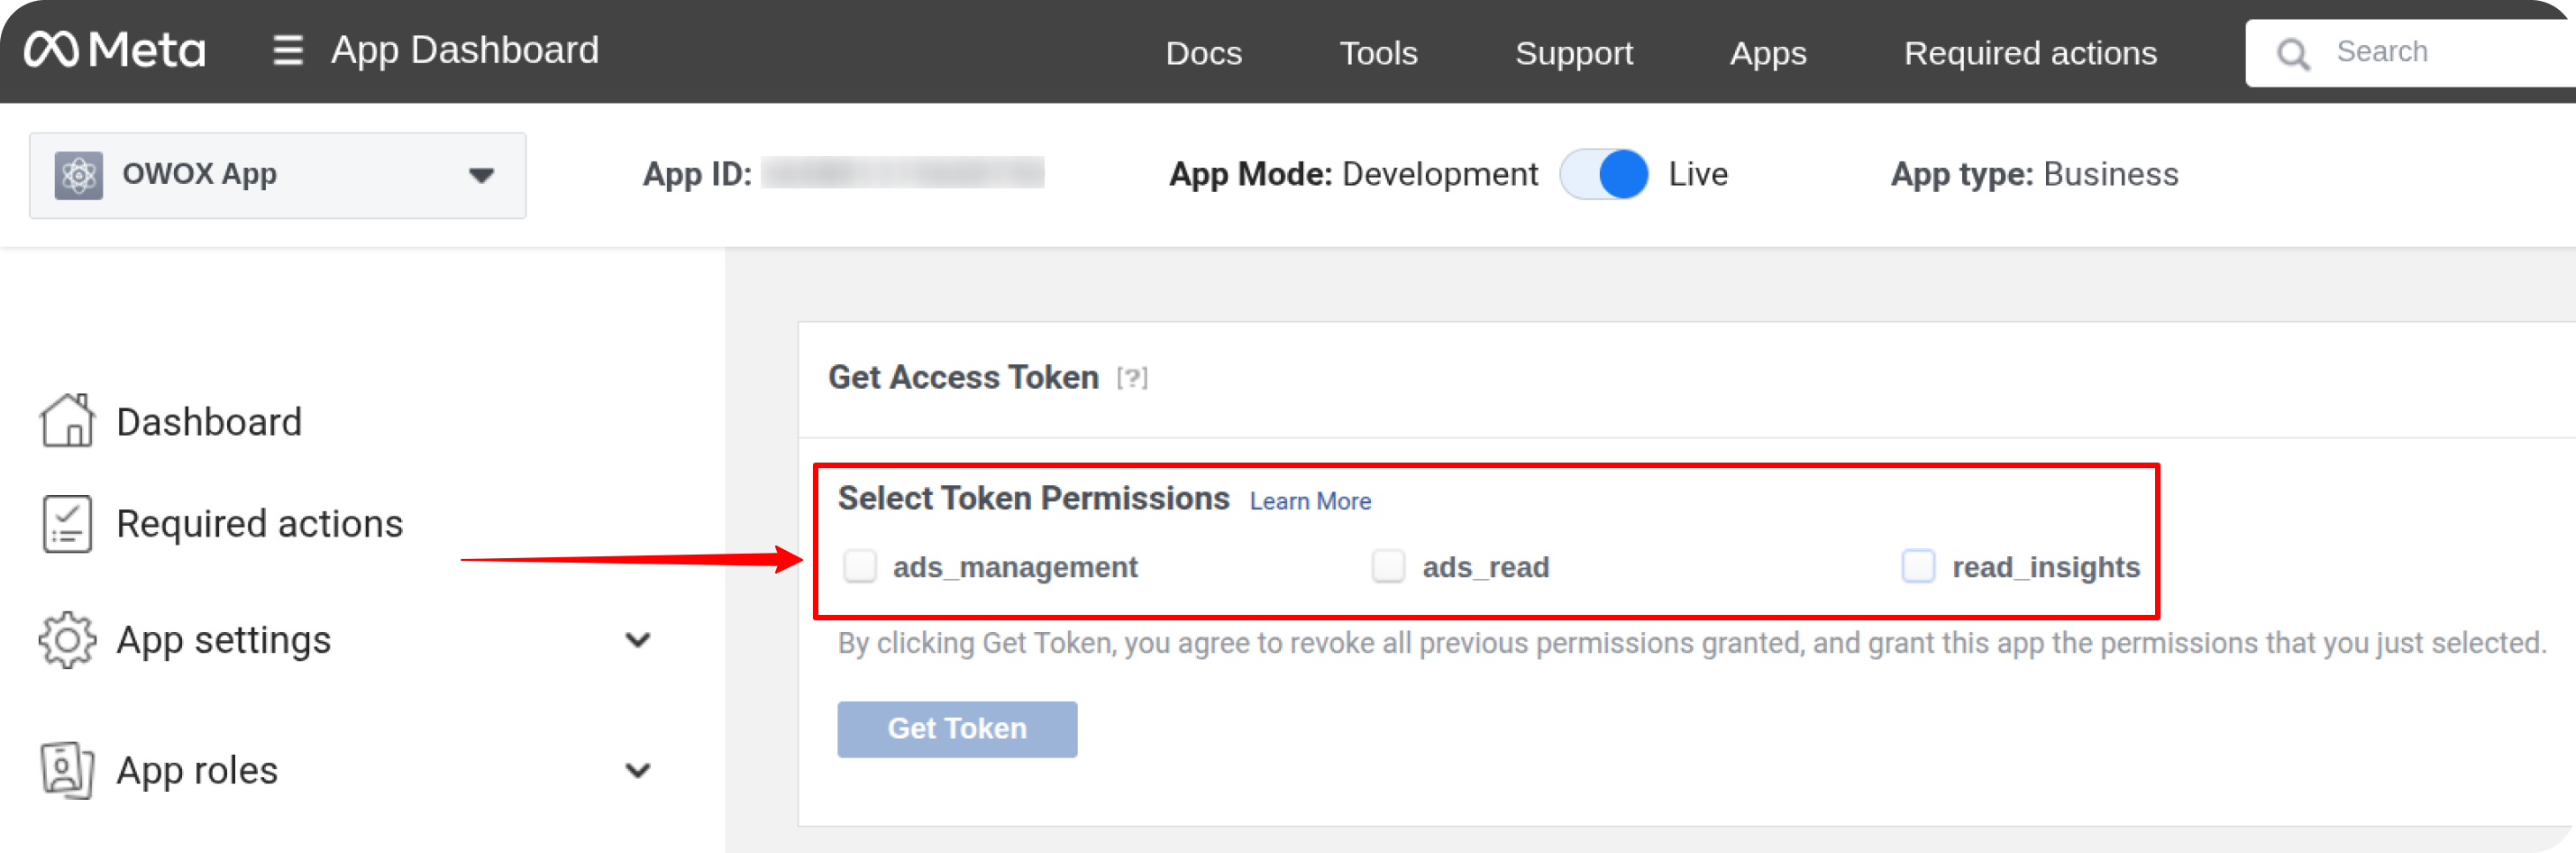 Meta App Dashboard Docs Tools Support Apps Required actions Search
OWOX App App ID: App Mode: Development Live App type: Business
Get Access Token [?]
Dashboard
Select Token Permissions Learn More
Required actions
ads_management ads_read read_insights
App settings
By clicking Get Token, you agree to revoke all previous permissions granted, and grant this app the permissions that you just selected.
Get Token
App roles